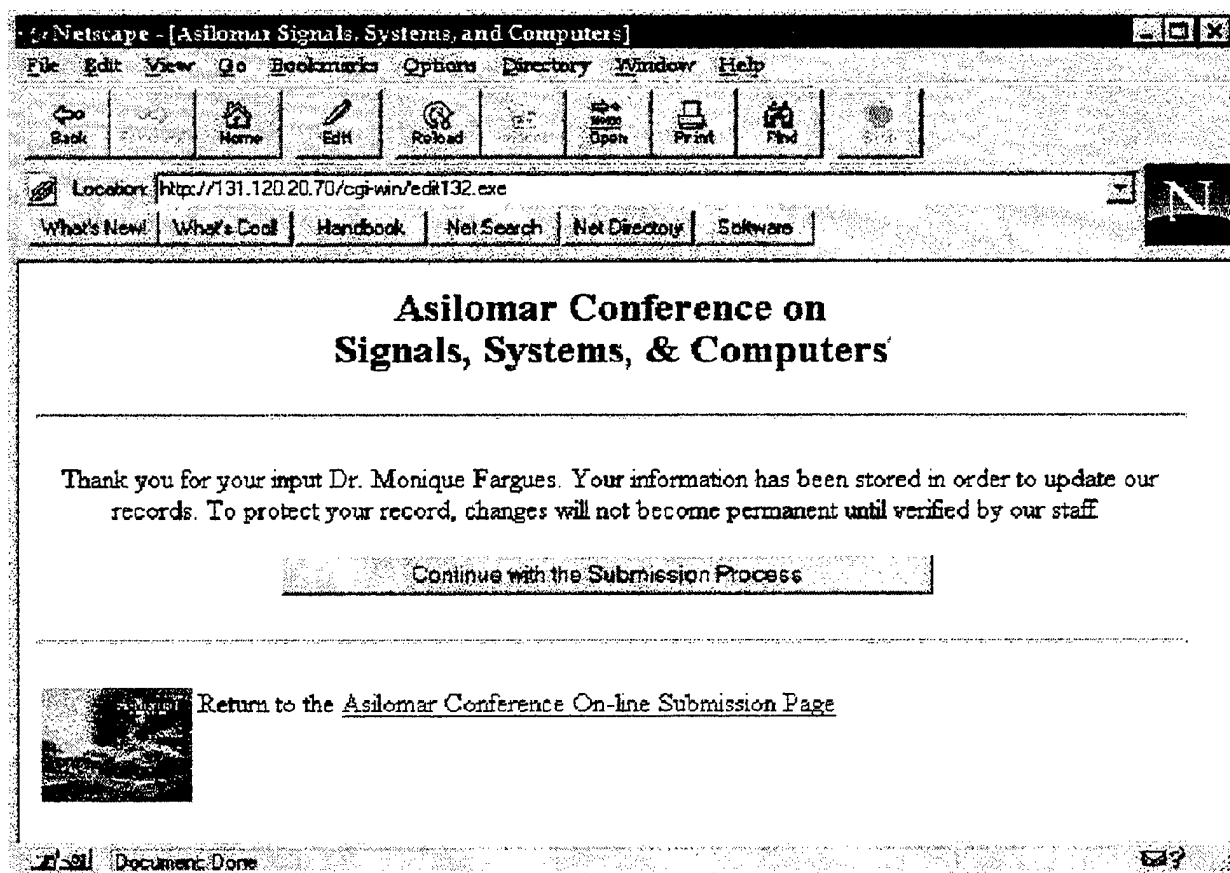 Netscape - [Asilomar Signals, Systems, and Computers]
File Edit View Go Bookmarks Options Directory Window Help
Back Home Edit Reload Open Print Find
Location: http://131.120.20.70/cgi-win/edit132.exe
What's New! What's Cool! Handbook Net Search Net Directory Software
N
Asilomar Conference on
Signals, Systems, & Computers
Thank you for your input Dr. Monique Fargues. Your information has been stored in order to update our
records. To protect your record, changes will not become permanent until verified by our staff.
Continue with the Submission Process
Return to the Asilomar Conference On-line Submission Page
Document: Done